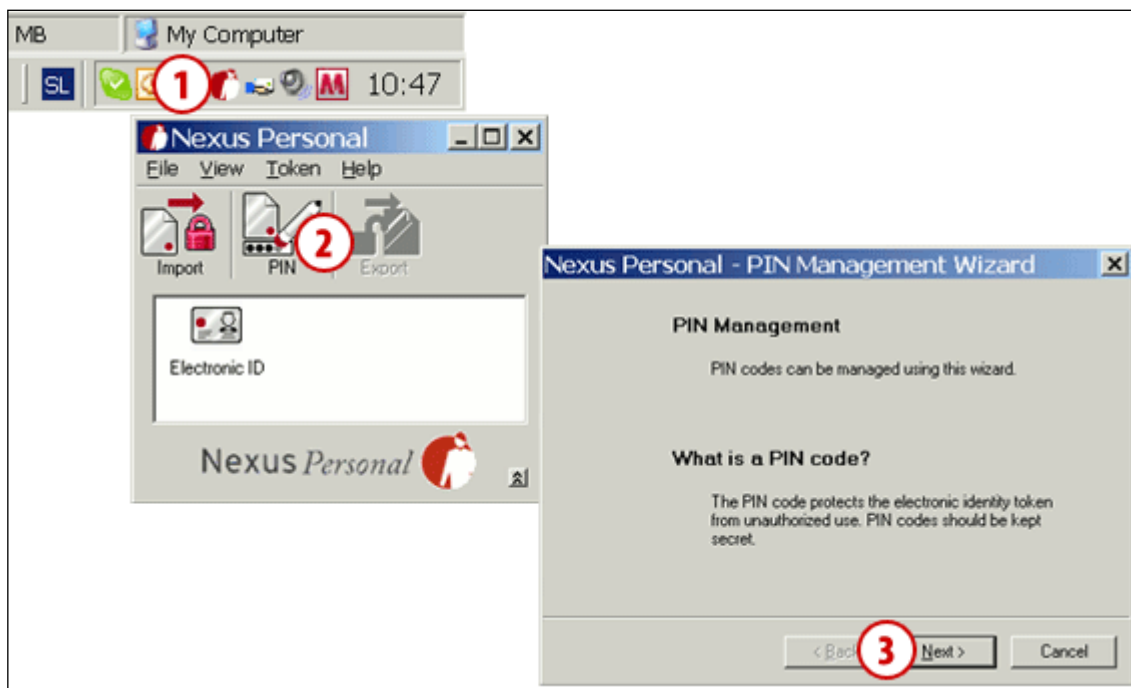 MB
My Computer
SL
1
10:47
Nexus Personal
File View Token Help
2
Import PIN Export
Electronic ID
Nexus Personal
Nexus Personal - PIN Management Wizard
PIN Management
PIN codes can be managed using this wizard.
What is a PIN code?
The PIN code protects the electronic identity token
from unauthorized use. PIN codes should be kept
secret.
< Back 3 Next > Cancel